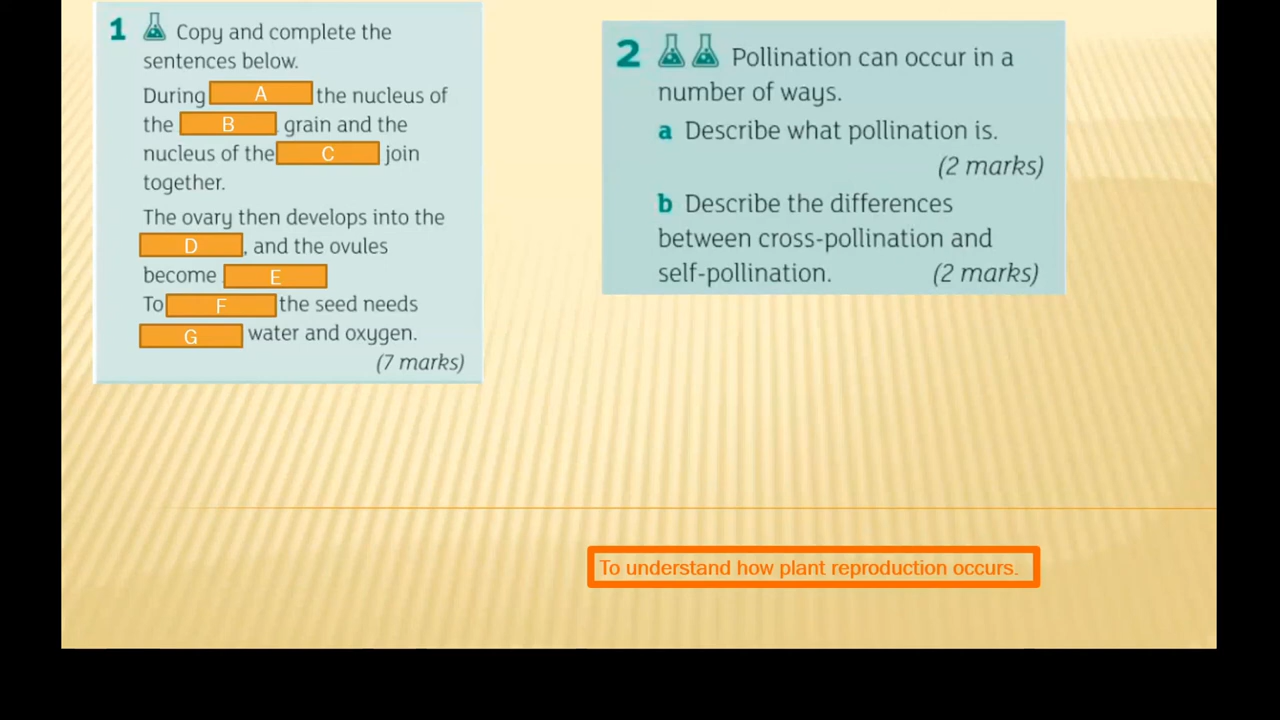 1 Copy and complete the
sentences below.
During A the nucleus of
the B grain and the
nucleus of the C join
together.
The ovary then develops into the
D, and the ovules
become E
To F the seed needs
G water and oxygen.
(7 marks)
2 Pollination can occur in a
number of ways.
a Describe what pollination is.
(2 marks)
b Describe the differences
between cross-pollination and
self-pollination. (2 marks)
To understand how plant reproduction occurs.